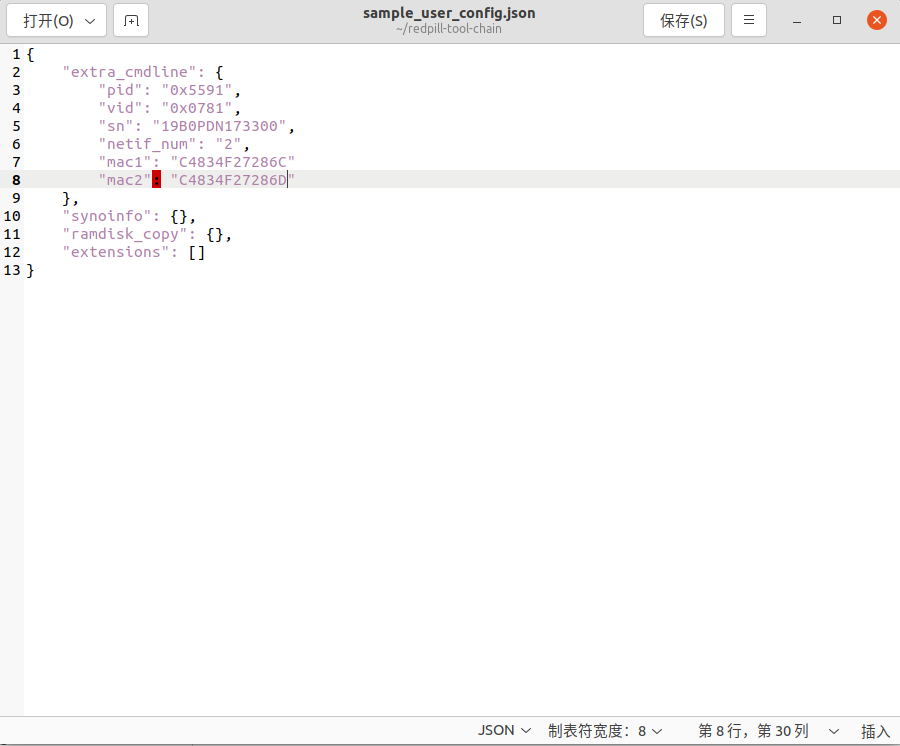 打开(O)
sample_user_config.json
~/redpill-tool-chain
保存(S)
1 {
2     "extra_cmdline": {
3         "pid": "0x5591",
4         "vid": "0x0781",
5         "sn": "19B0PDN173300",
6         "netif_num": "2",
7         "mac1": "C4834F27286C"
8         "mac2": "C4834F27286D"
9     },
10     "synoinfo": {},
11     "ramdisk_copy": {},
12     "extensions": []
13 }
JSON 制表符宽度：8 第 8 行，第 30 列 插入